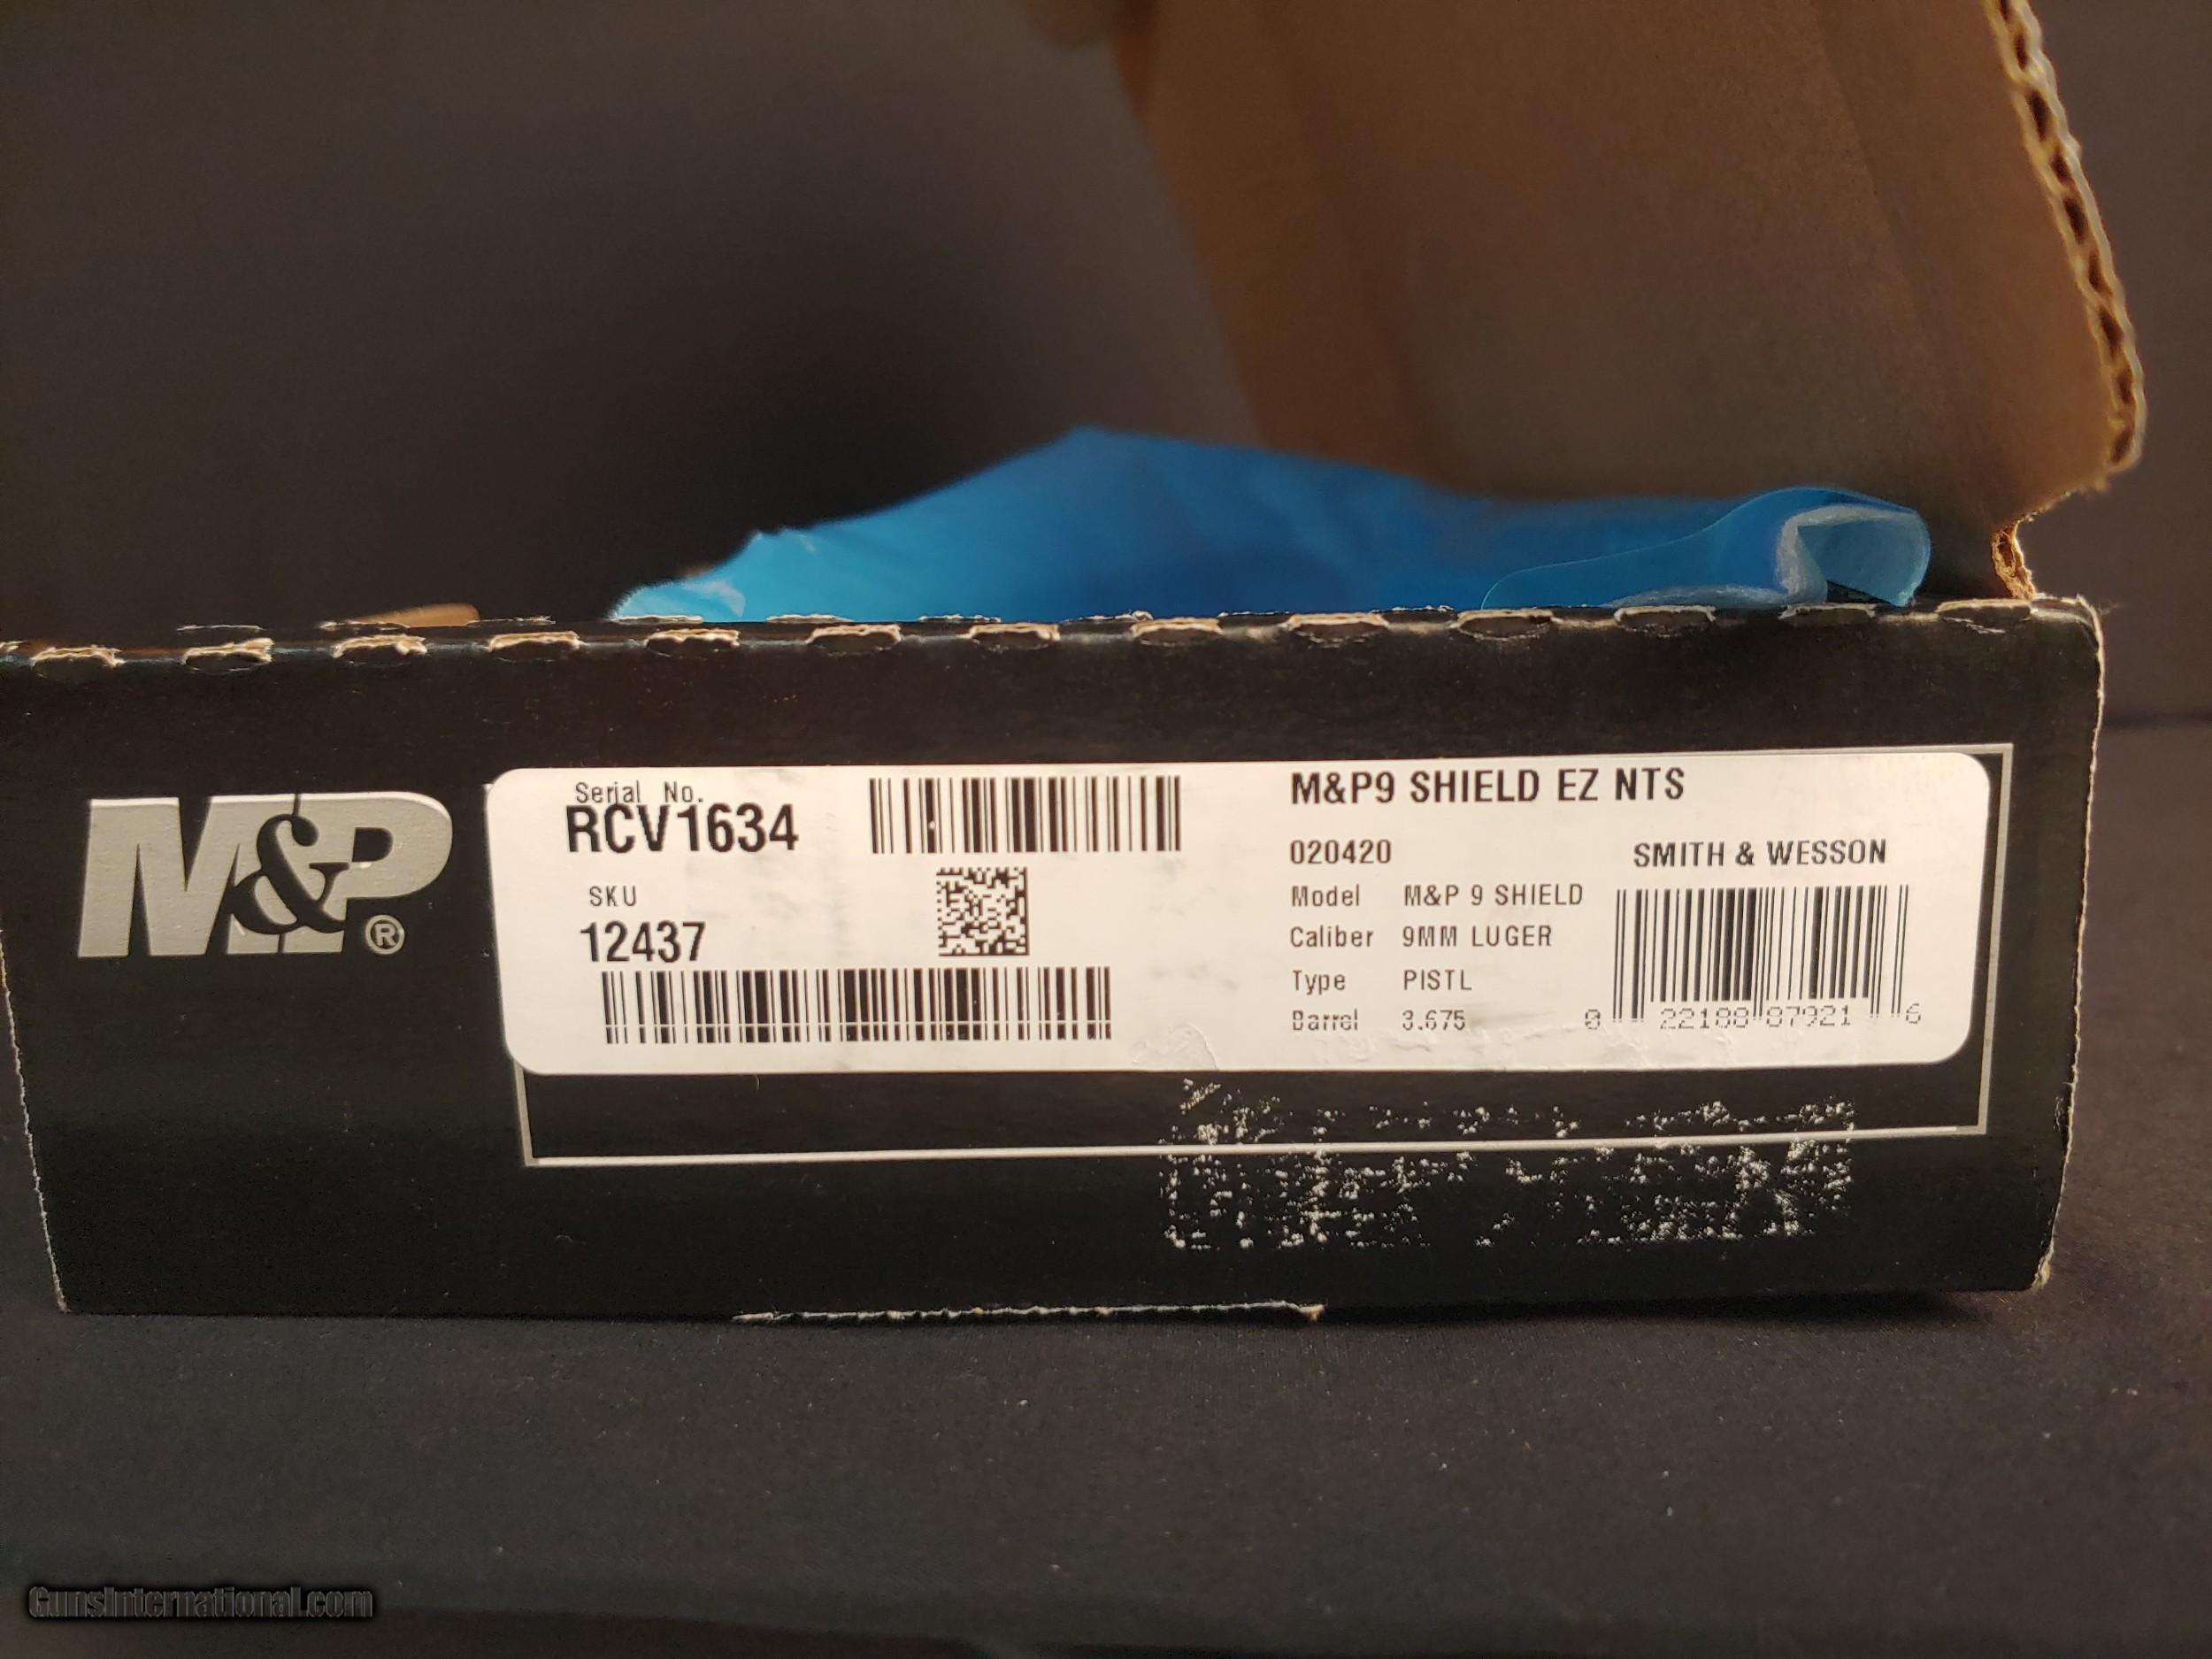 M&P®
Serial No.
RCV1634
SKU
12437
M&P9 SHIELD EZ NTS
020420
SMITH & WESSON
Model M&P 9 SHIELD
Caliber 9MM LUGER
Type PISTL
Barrel 3.675
0 22188 87921 6
GunsInternational.com